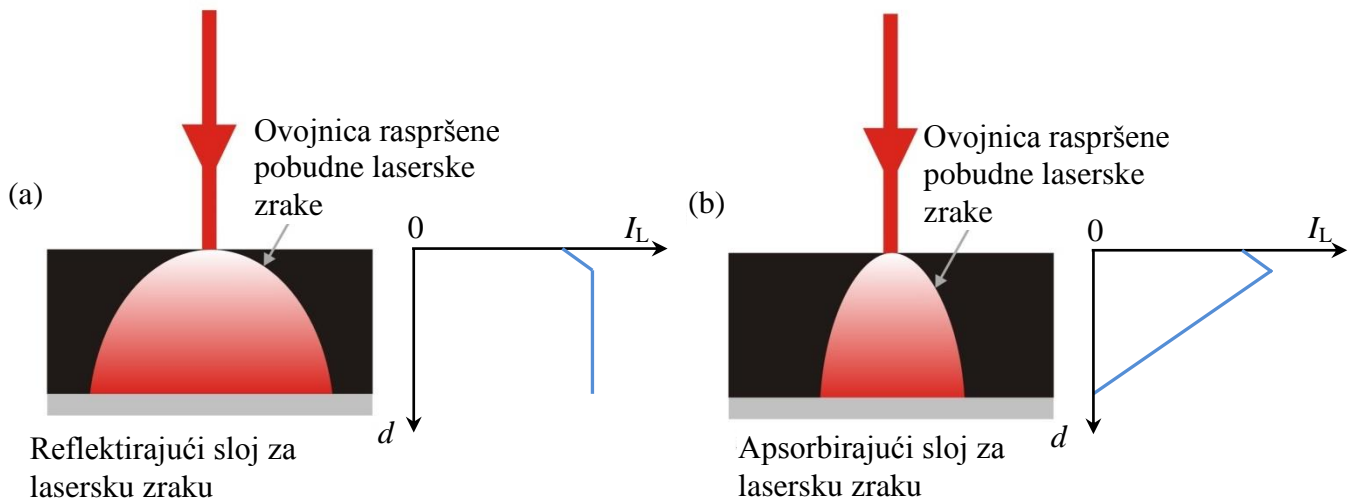 (a)
Ovojnica raspršene
pobudne laserske
zrake
0
I_L
d
Reflektirajući sloj za
lasersku zraku
(b)
Ovojnica raspršene
pobudne laserske
zrake
0
I_L
d
Apsorbirajući sloj za
lasersku zraku